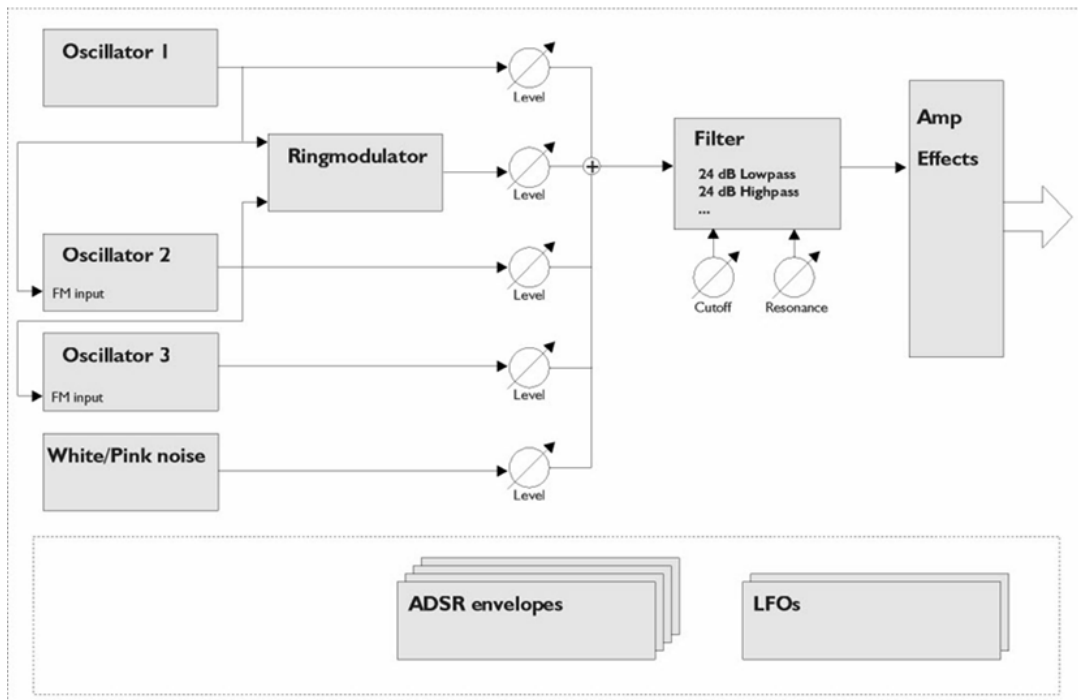 Oscillator 1
Level
Ringmodulator
Level
Filter
24 dB Lowpass
24 dB Highpass
...
Amp
Effects
Oscillator 2
FM input
Level
Cutoff
Resonance
Oscillator 3
FM input
Level
White/Pink noise
Level
ADSR envelopes
LFOs